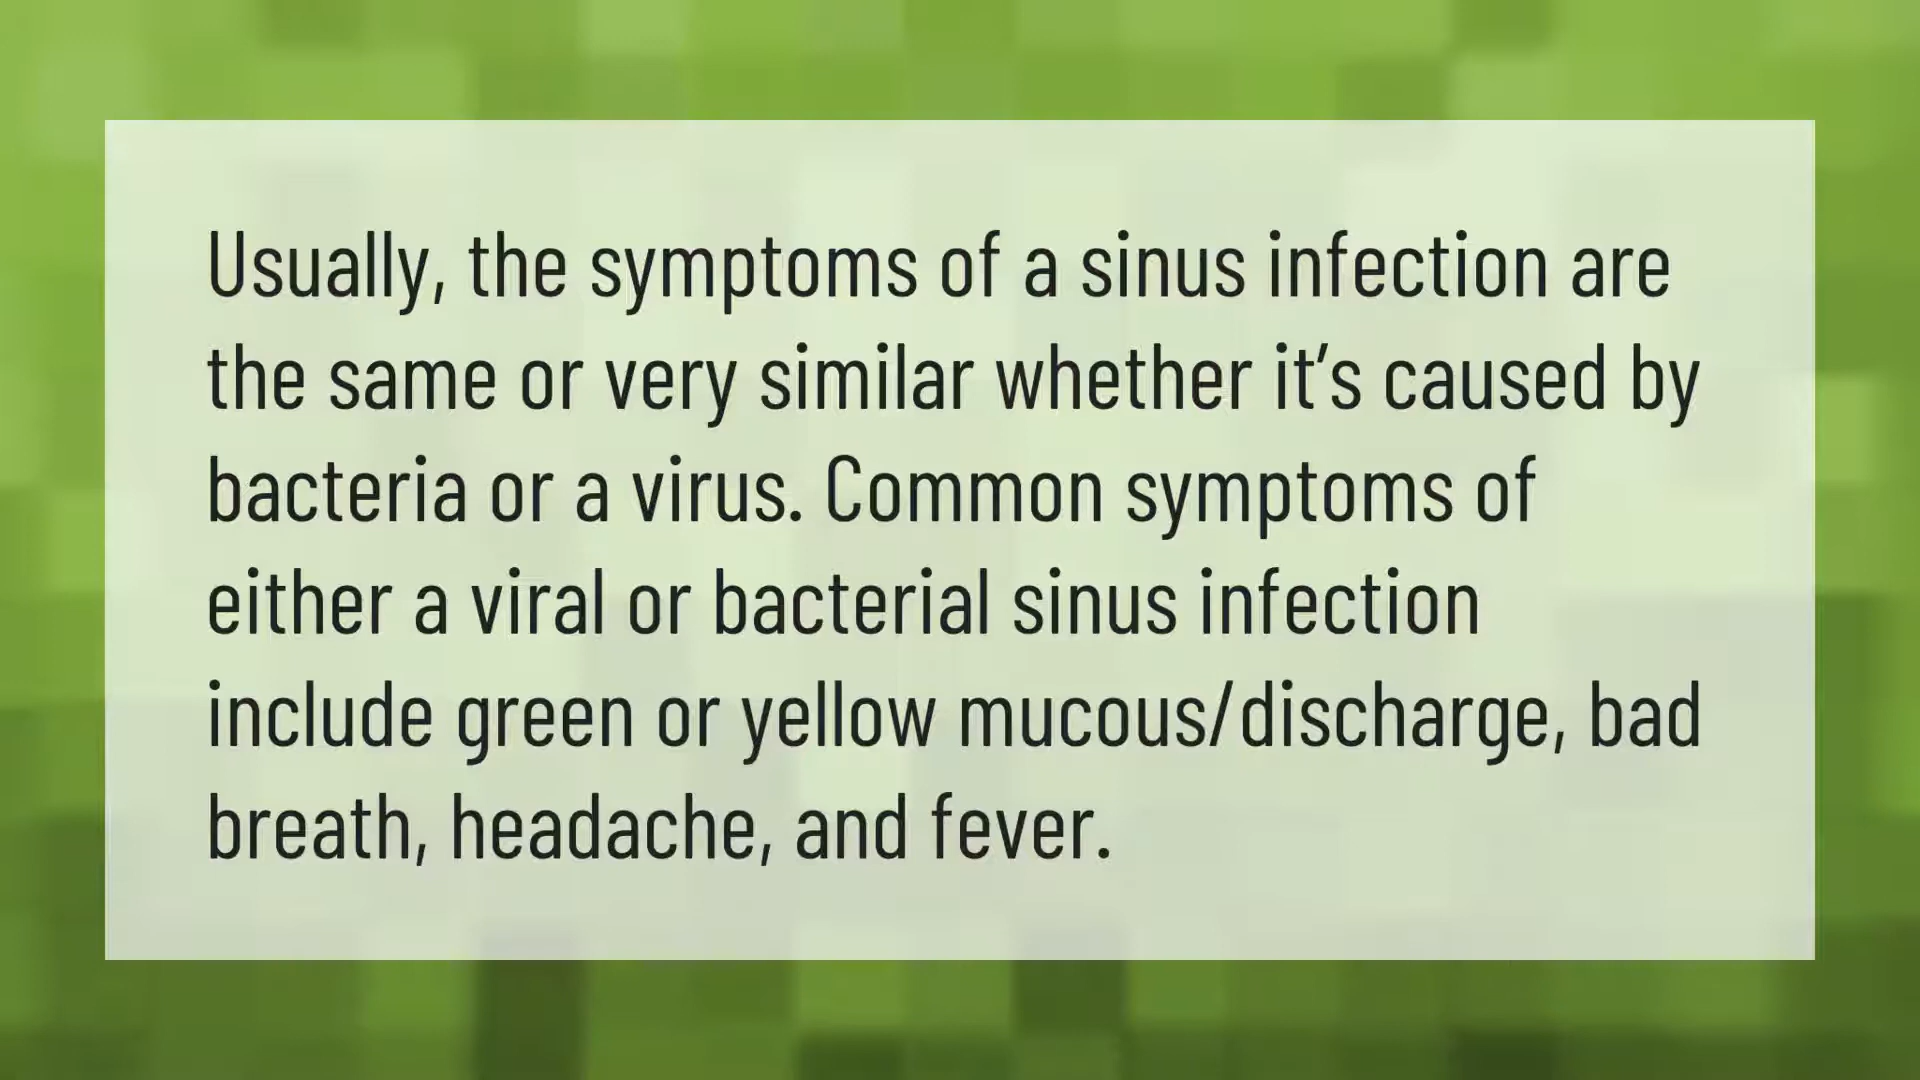 Usually, the symptoms of a sinus infection are
the same or very similar whether it’s caused by
bacteria or a virus. Common symptoms of
either a viral or bacterial sinus infection
include green or yellow mucous/discharge, bad
breath, headache, and fever.